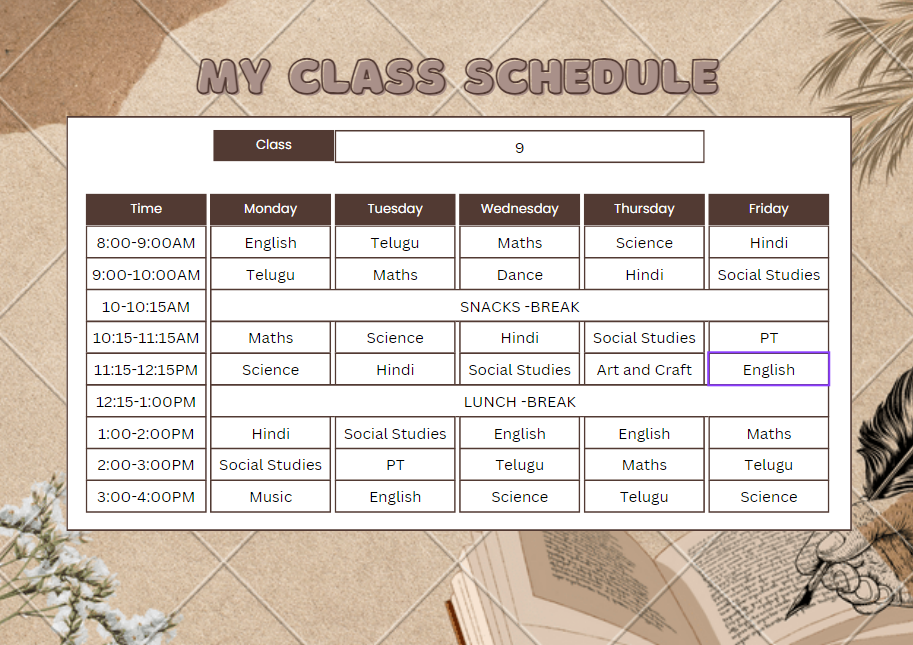 MY CLASS SCHEDULE
Class 9
Time Monday Tuesday Wednesday Thursday Friday
8:00-9:00AM English Telugu Maths Science Hindi
9:00-10:00AM Telugu Maths Dance Hindi Social Studies
10-10:15AM SNACKS -BREAK
10:15-11:15AM Maths Science Hindi Social Studies PT
11:15-12:15PM Science Hindi Social Studies Art and Craft English
12:15-1:00PM LUNCH -BREAK
1:00-2:00PM Hindi Social Studies English English Maths
2:00-3:00PM Social Studies PT Telugu Maths Telugu
3:00-4:00PM Music English Science Telugu Science